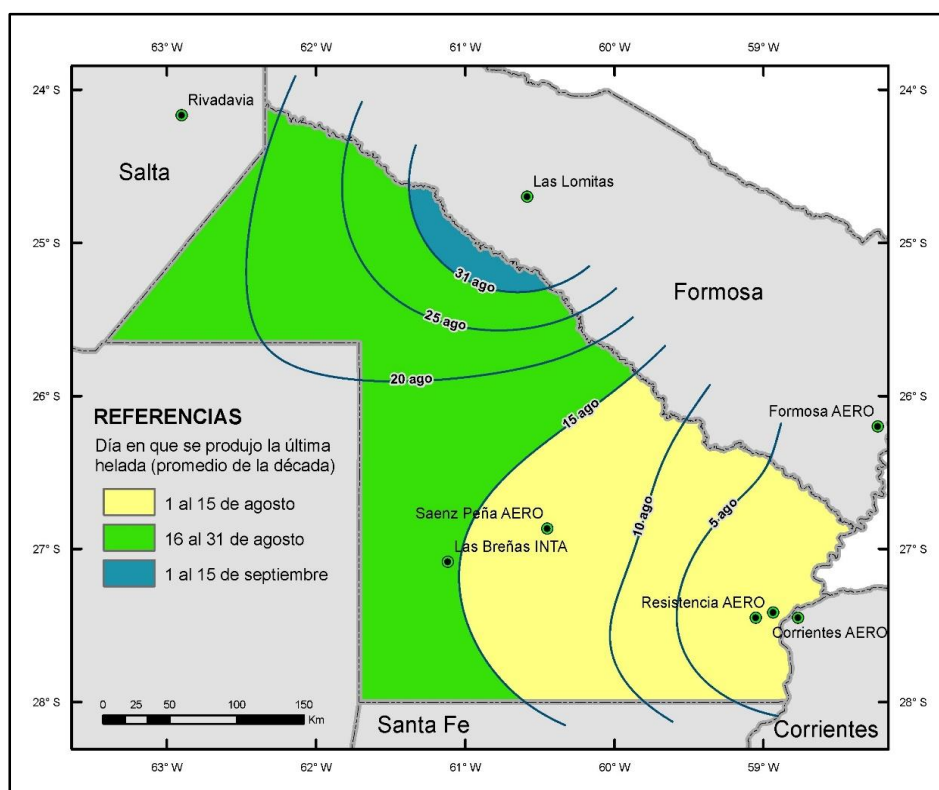 63° W 62° W 61° W 60° W 59° W
24° S 24° S
Rivadavia
Salta
Las Lomitas
25° S 25° S
31 ago
Formosa
25 ago
20 ago
26° S 26° S
15 ago
Formosa AERO
REFERENCIAS
Día en que se produjo la última
helada (promedio de la década)
1 al 15 de agosto
16 al 31 de agosto
1 al 15 de septiembre
10 ago
5 ago
Saenz Peña AERO
27° S 27° S
Las Breñas INTA
Resistencia AERO
Corrientes AERO
28° S 28° S
0 25 50 100 150
Km
Santa Fe
Corrientes
63° W 62° W 61° W 60° W 59° W